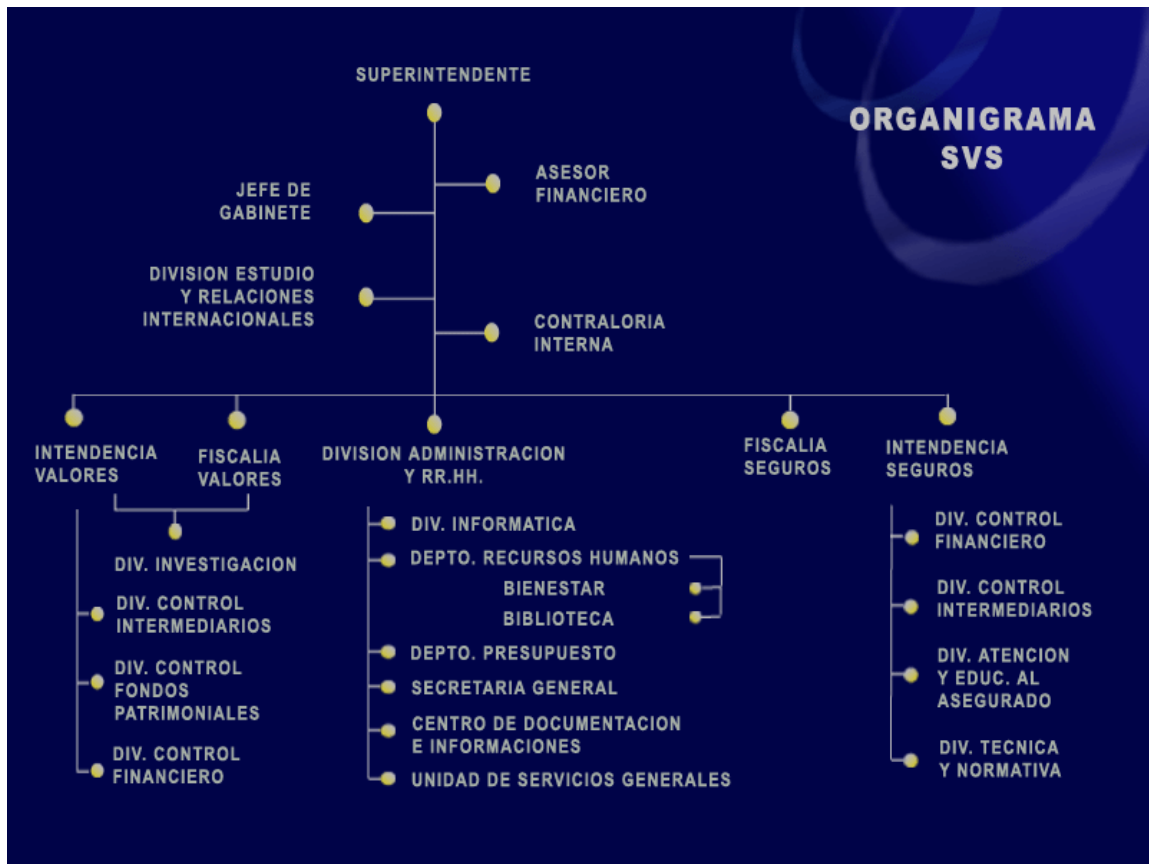 SUPERINTENDENTE
ORGANIGRAMA
SVS
ASESOR
FINANCIERO
JEFE DE
GABINETE
DIVISION ESTUDIO
Y RELACIONES
INTERNACIONALES
CONTRALORIA
INTERNA
INTENDENCIA
VALORES
FISCALIA
VALORES
DIVISION ADMINISTRACION
Y RR.HH.
FISCALIA
SEGUROS
INTENDENCIA
SEGUROS
DIV. INVESTIGACION
DIV. CONTROL
INTERMEDIARIOS
DIV. CONTROL
FONDOS
PATRIMONIALES
DIV. CONTROL
FINANCIERO
DIV. INFORMATICA
DEPTO. RECURSOS HUMANOS
BIENESTAR
BIBLIOTECA
DEPTO. PRESUPUESTO
SECRETARIA GENERAL
CENTRO DE DOCUMENTACION
E INFORMACIONES
UNIDAD DE SERVICIOS GENERALES
DIV. CONTROL
FINANCIERO
DIV. CONTROL
INTERMEDIARIOS
DIV. ATENCION
Y EDUC. AL
ASEGURADO
DIV. TECNICA
Y NORMATIVA